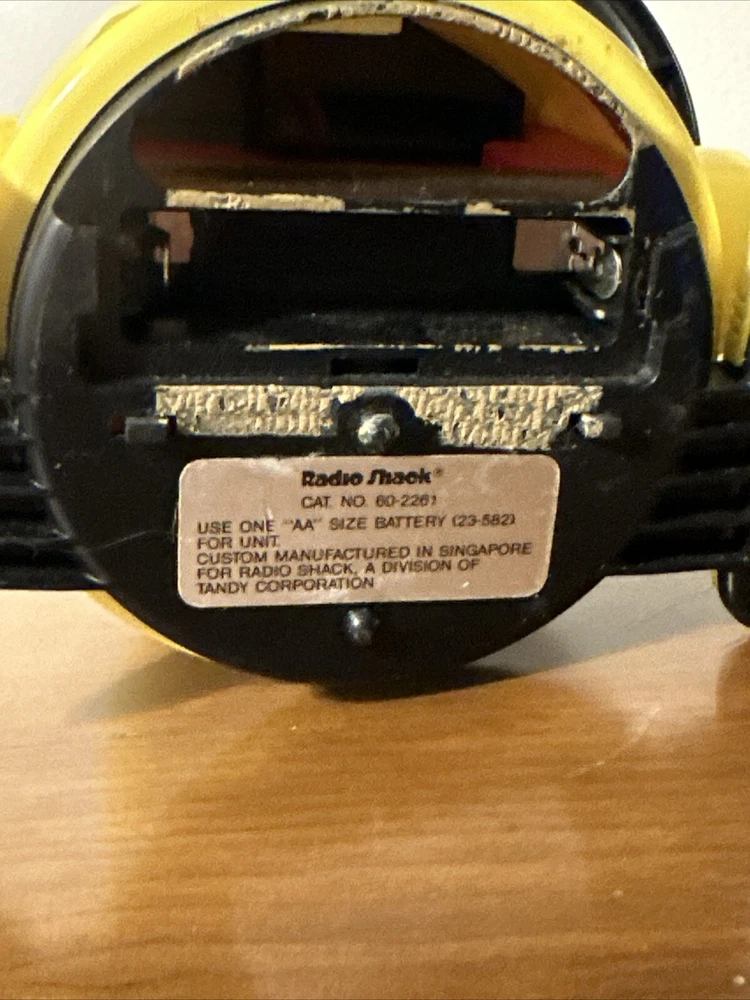 Radio Shack®
CAT. NO. 60-2261
USE ONE "AA" SIZE BATTERY (23-582)
FOR UNIT.
CUSTOM MANUFACTURED IN SINGAPORE
FOR RADIO SHACK, A DIVISION OF
TANDY CORPORATION